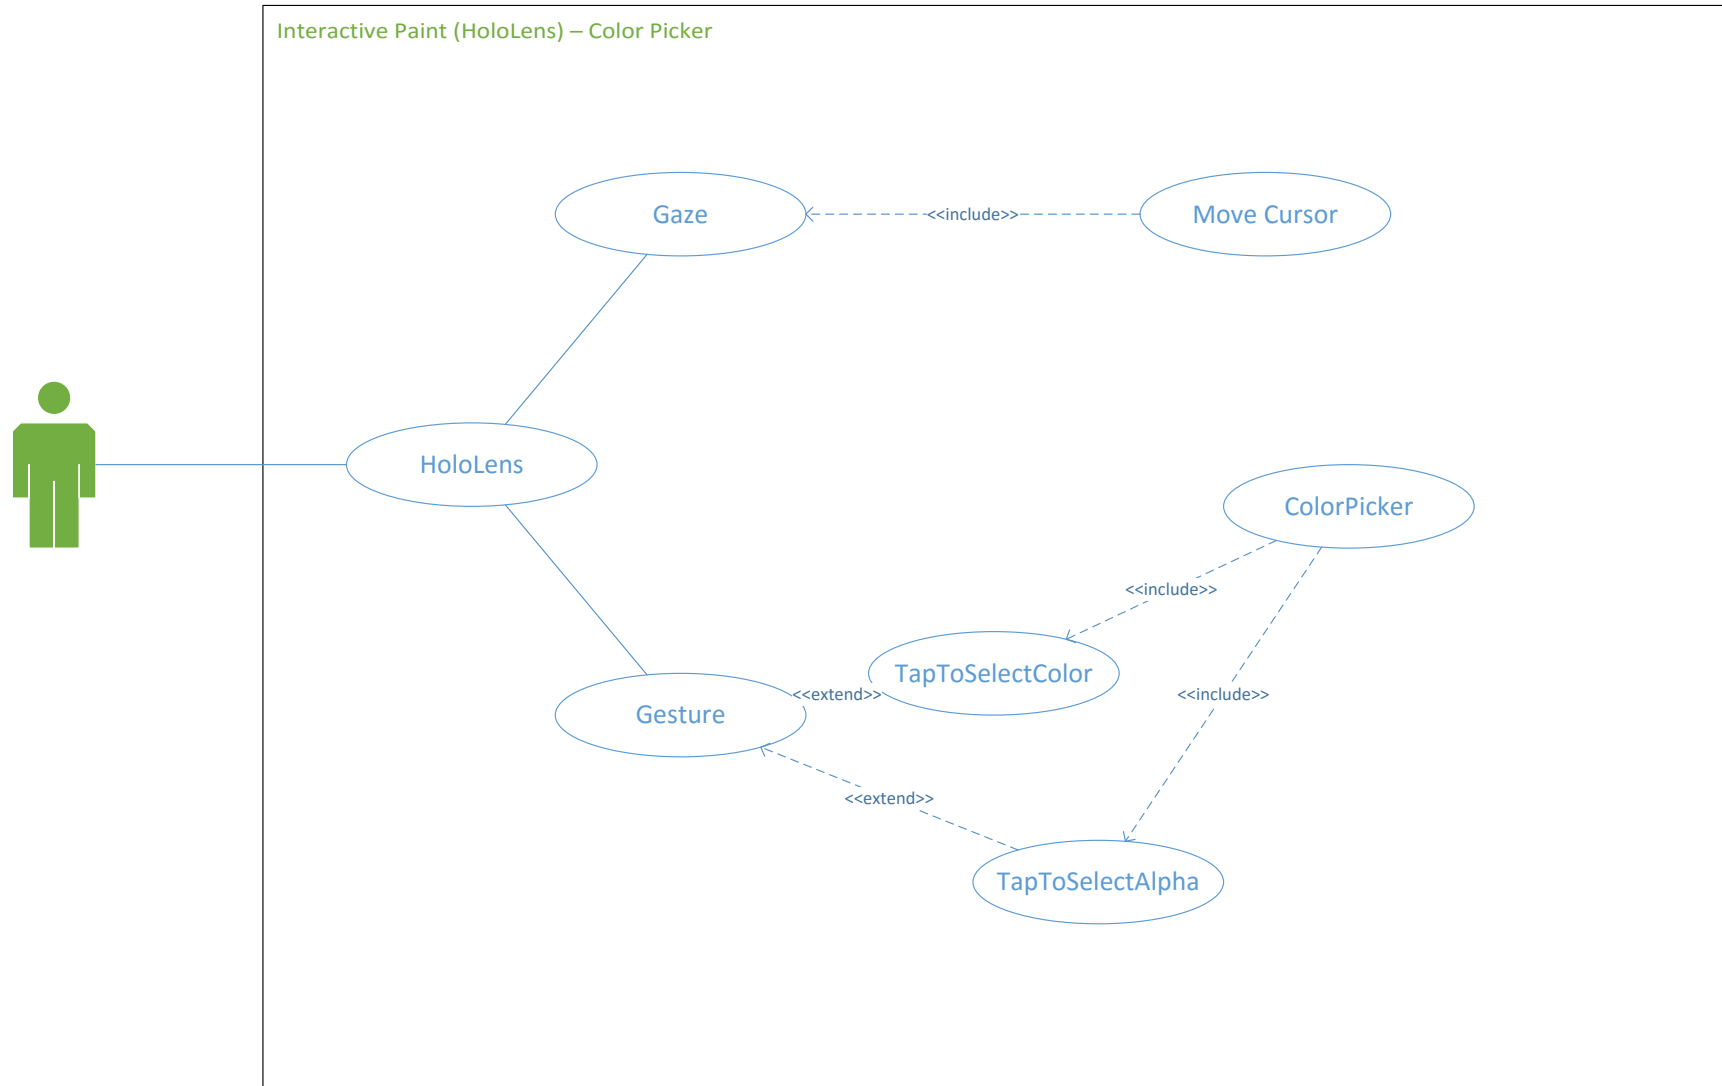 Interactive Paint (HoloLens) – Color Picker
Gaze
<<include>>
Move Cursor
HoloLens
ColorPicker
<<include>>
TapToSelectColor
<<extend>>
<<include>>
Gesture
<<extend>>
TapToSelectAlpha